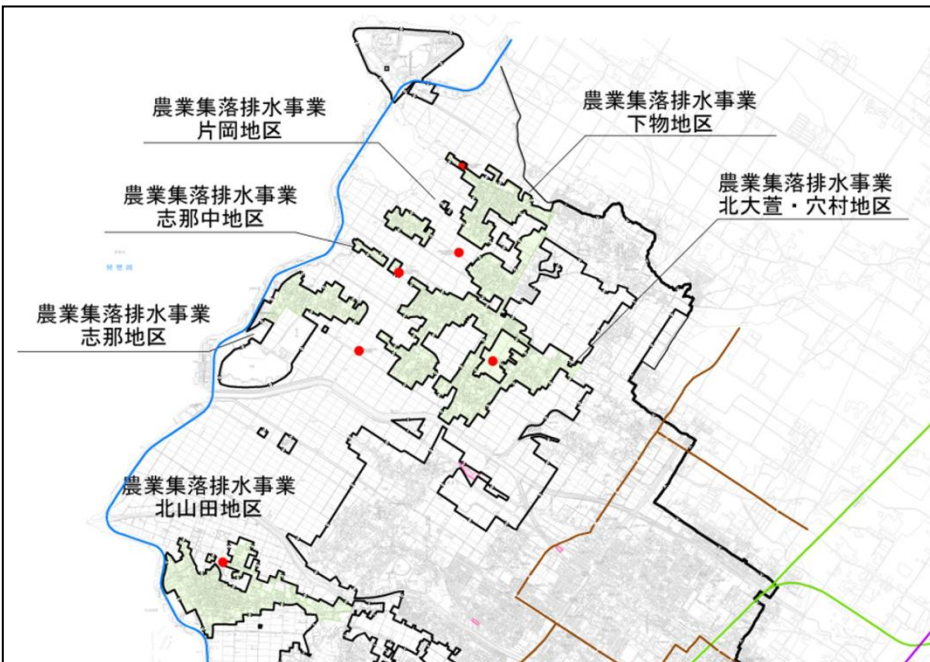 農業集落排水事業
片岡地区
農業集落排水事業
下物地区
農業集落排水事業
志那中地区
農業集落排水事業
北大萱・穴村地区
農業集落排水事業
志那地区
農業集落排水事業
北山田地区